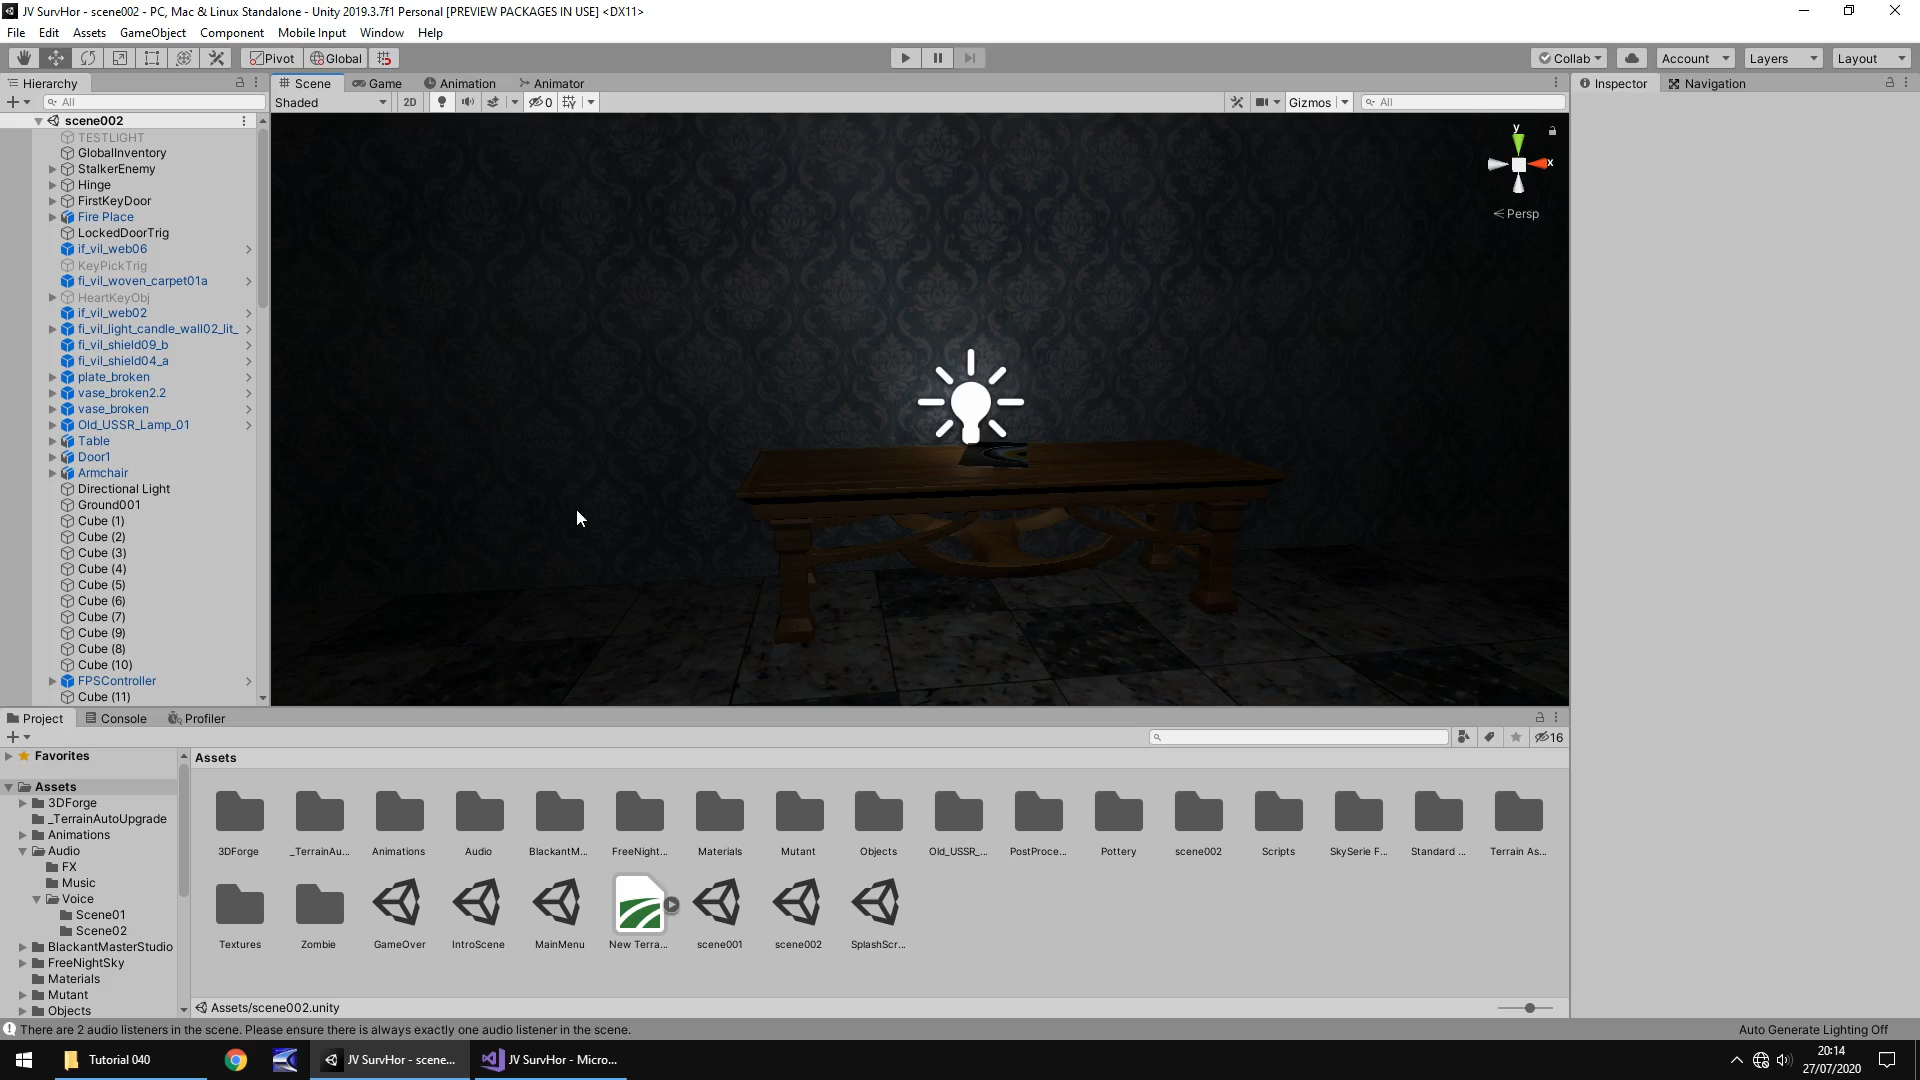 JV SurvHor - scene002 - PC, Mac & Linux Standalone - Unity 2019.3.7f1 Personal [PREVIEW PACKAGES IN USE] <DX11>
File Edit Assets GameObject Component Mobile Input Window Help
Pivot Global Collab Account Layers Layout
Hierarchy
All
scene002
TESTLIGHT
GlobalInventory
StalkerEnemy
Hinge
FirstKeyDoor
Fire Place
LockedDoorTrig
if_vil_web06
KeyPickTrig
fi_vil_woven_carpet01a
HeartKeyObj
if_vil_web02
fi_vil_light_candle_wall02_lit_
fi_vil_shield09_b
fi_vil_shield04_a
plate_broken
vase_broken2.2
vase_broken
Old_USSR_Lamp_01
Table
Door1
Armchair
Directional Light
Ground001
Cube (1)
Cube (2)
Cube (3)
Cube (4)
Cube (5)
Cube (6)
Cube (7)
Cube (9)
Cube (8)
Cube (10)
FPSController
Cube (11)
Scene Game Animation Animator
Shaded 2D 0 Gizmos All
y
x
Persp
Inspector Navigation
Project Console Profiler
16
Favorites
Assets
3DForge
_TerrainAutoUpgrade
Animations
Audio
FX
Music
Voice
Scene01
Scene02
BlackantMasterStudio
FreeNightSky
Materials
Mutant
Objects
Assets
3DForge _TerrainAu... Animations Audio BlackantM... FreeNight... Materials Mutant Objects Old_USSR_... PostProce... Pottery scene002 Scripts SkySerie F... Standard ... Terrain As...
Textures Zombie GameOver IntroScene MainMenu New Terra... scene001 scene002 SplashScr...
Assets/scene002.unity
There are 2 audio listeners in the scene. Please ensure there is always exactly one audio listener in the scene.
Auto Generate Lighting Off
Tutorial 040 JV SurvHor - scene... JV SurvHor - Micro...
20:14
27/07/2020